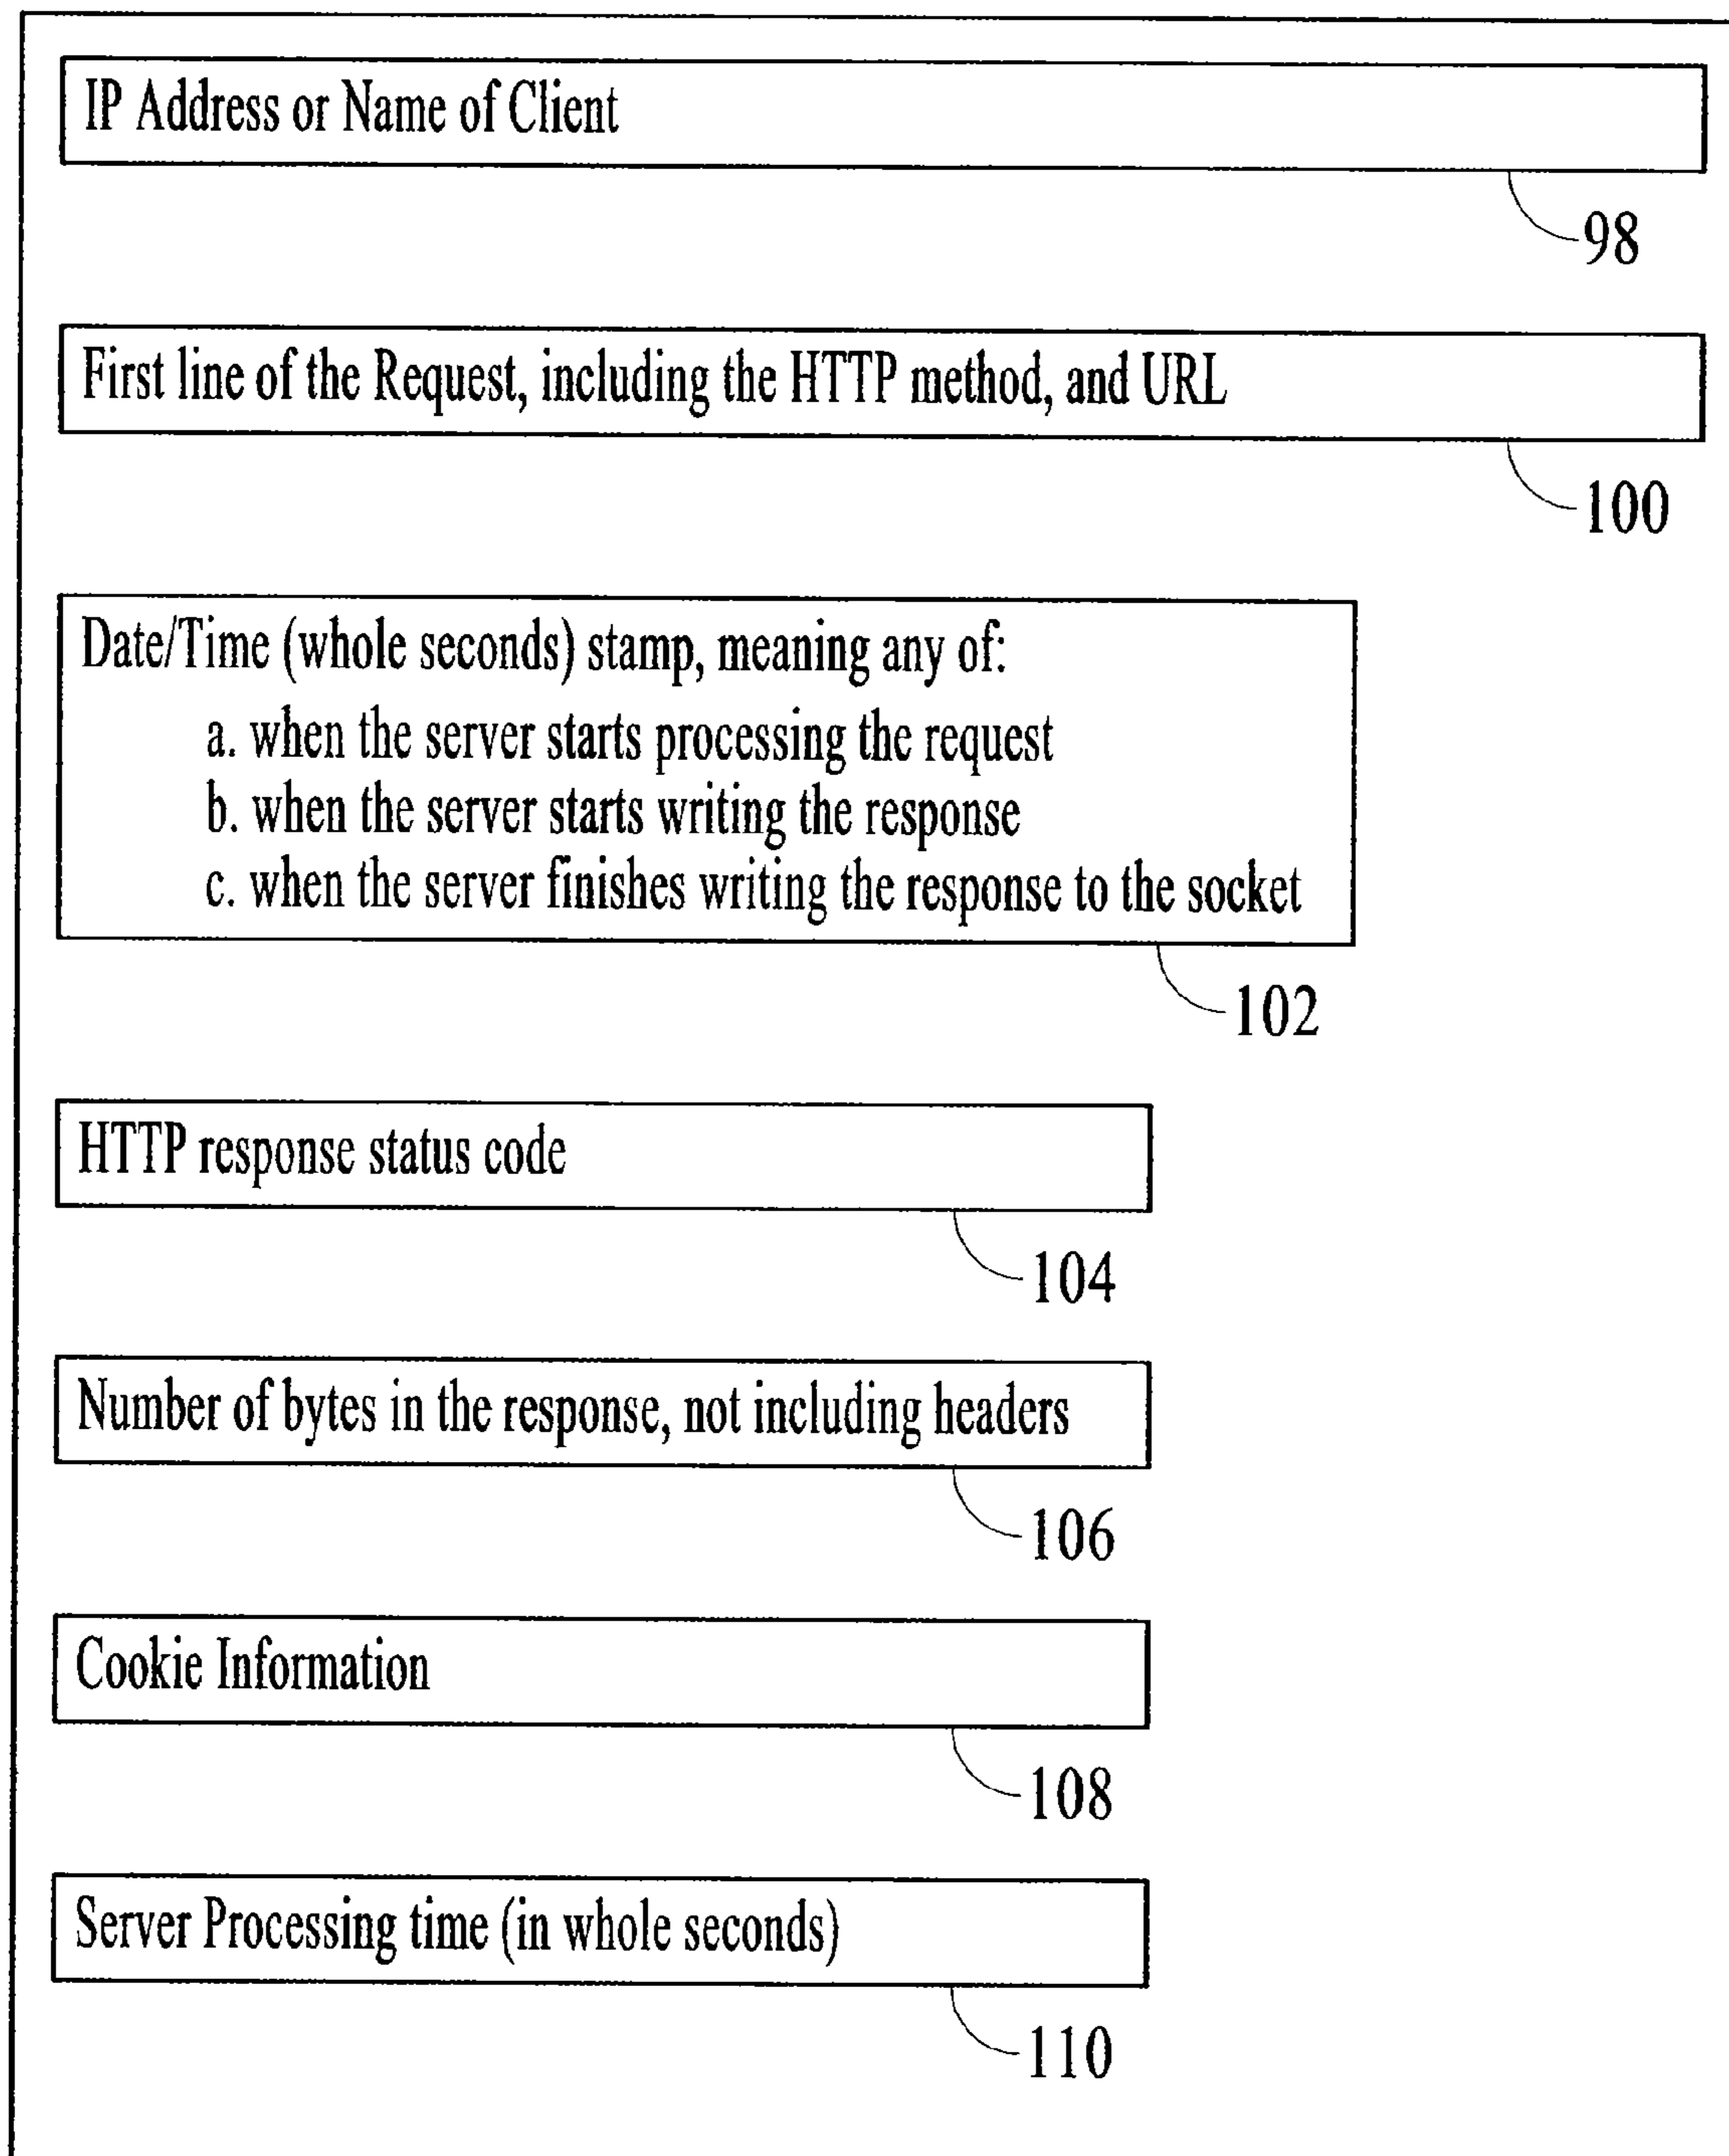 IP Address or Name of Client
98
First line of the Request, including the HTTP method, and URL
100
Date/Time (whole seconds) stamp, meaning any of:
a. when the server starts processing the request
b. when the server starts writing the response
c. when the server finishes writing the response to the socket
102
HTTP response status code
104
Number of bytes in the response, not including headers
106
Cookie Information
108
Server Processing time (in whole seconds)
110